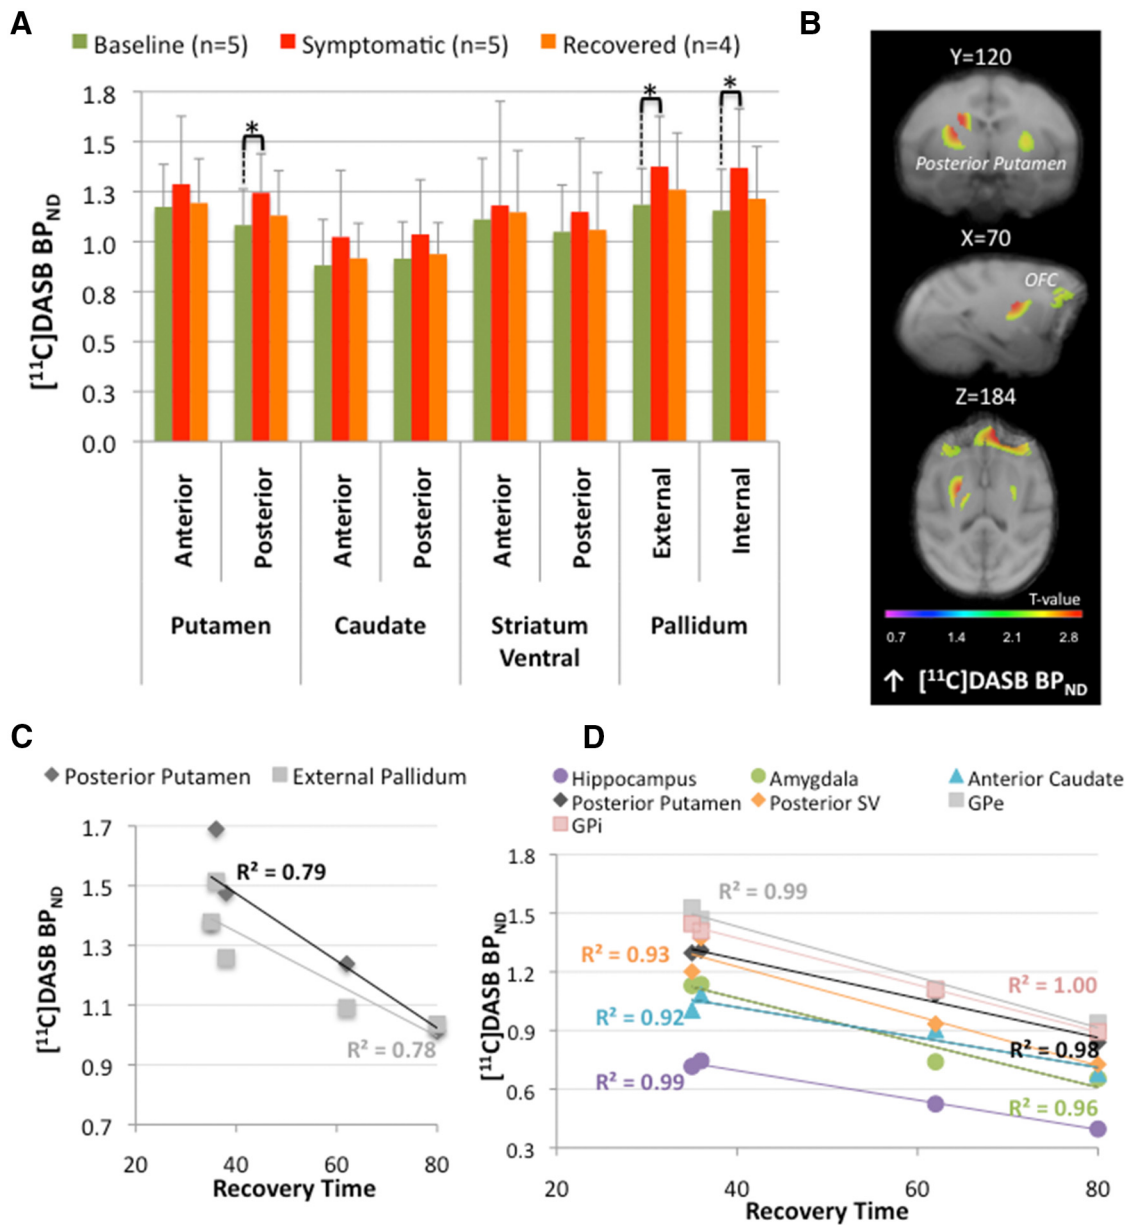 A
Baseline (n=5) Symptomatic (n=5) Recovered (n=4)
[¹¹C]DASB BP_ND
1.8
1.5
1.3
1.0
0.8
0.5
0.3
0.0
* * * *
Anterior Posterior Anterior Posterior Anterior Posterior External Internal
Putamen Caudate Striatum Ventral Pallidum
B
Y=120
Posterior Putamen
X=70
OFC
Z=184
T-value
0.7 1.4 2.1 2.8
↑ [¹¹C]DASB BP_ND
C
Posterior Putamen External Pallidum
[¹¹C]DASB BP_ND
1.7
1.5
1.3
1.1
0.9
0.7
R² = 0.79
R² = 0.78
20 40 60 80
Recovery Time
D
Hippocampus Amygdala Anterior Caudate
Posterior Putamen Posterior SV GPe
GPi
[¹¹C]DASB BP_ND
1.8
1.5
1.2
0.9
0.6
0.3
R² = 0.99
R² = 0.93
R² = 1.00
R² = 0.92
R² = 0.98
R² = 0.99
R² = 0.96
20 40 60 80
Recovery Time